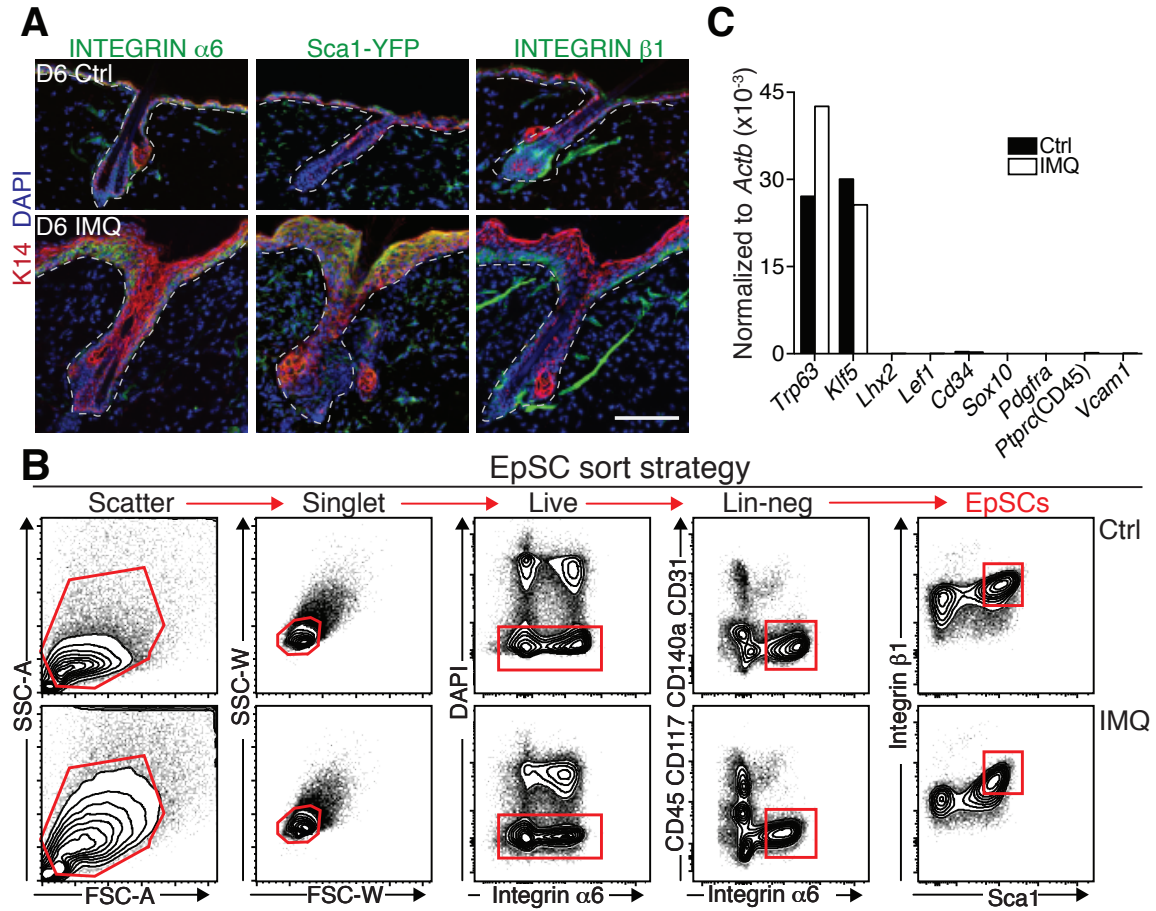 A
INTEGRIN α6
Sca1-YFP
INTEGRIN β1
D6 Ctrl
D6 IMQ
K14 DAPI
C
Normalized to Actb (x10⁻³)
45
30
15
0
Ctrl
IMQ
Trp63
Klf5
Lhx2
Lef1
Cd34
Sox10
Pdgfra
Ptprc(CD45)
Vcam1
B
EpSC sort strategy
Scatter
Singlet
Live
Lin-neg
EpSCs
Ctrl
IMQ
SSC-A
FSC-A
SSC-W
FSC-W
DAPI
Integrin α6
CD45 CD117 CD140a CD31
Integrin α6
Integrin β1
Sca1